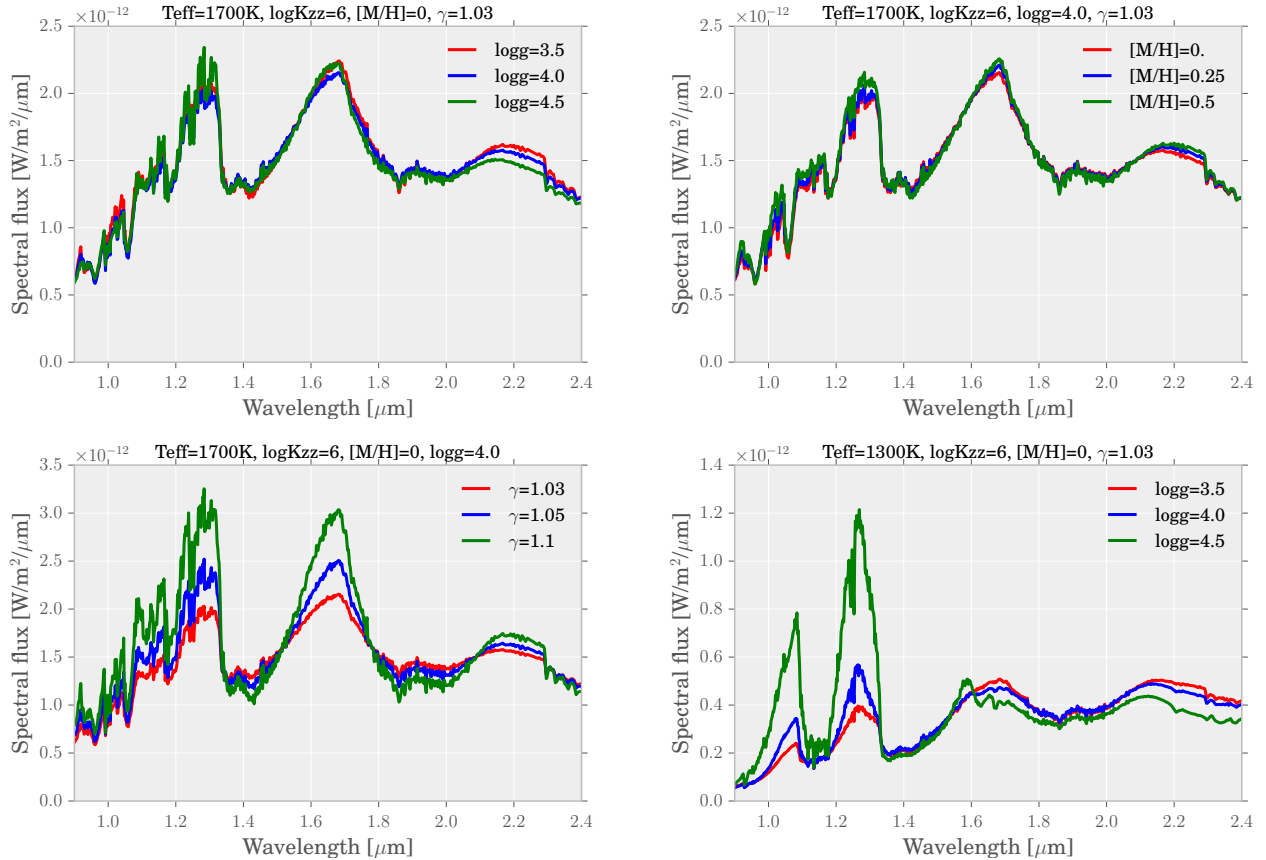 Teff=1700K, logKzz=6, [M/H]=0, γ=1.03
×10⁻¹²
2.5
2.0
1.5
1.0
0.5
0.0
Spectral flux [W/m²/μm]
logg=3.5
logg=4.0
logg=4.5
1.0 1.2 1.4 1.6 1.8 2.0 2.2 2.4
Wavelength [μm]
Teff=1700K, logKzz=6, logg=4.0, γ=1.03
×10⁻¹²
2.5
2.0
1.5
1.0
0.5
0.0
Spectral flux [W/m²/μm]
[M/H]=0.
[M/H]=0.25
[M/H]=0.5
1.0 1.2 1.4 1.6 1.8 2.0 2.2 2.4
Wavelength [μm]
Teff=1700K, logKzz=6, [M/H]=0, logg=4.0
×10⁻¹²
3.5
3.0
2.5
2.0
1.5
1.0
0.5
0.0
Spectral flux [W/m²/μm]
γ=1.03
γ=1.05
γ=1.1
1.0 1.2 1.4 1.6 1.8 2.0 2.2 2.4
Wavelength [μm]
Teff=1300K, logKzz=6, [M/H]=0, γ=1.03
×10⁻¹²
1.4
1.2
1.0
0.8
0.6
0.4
0.2
0.0
Spectral flux [W/m²/μm]
logg=3.5
logg=4.0
logg=4.5
1.0 1.2 1.4 1.6 1.8 2.0 2.2 2.4
Wavelength [μm]